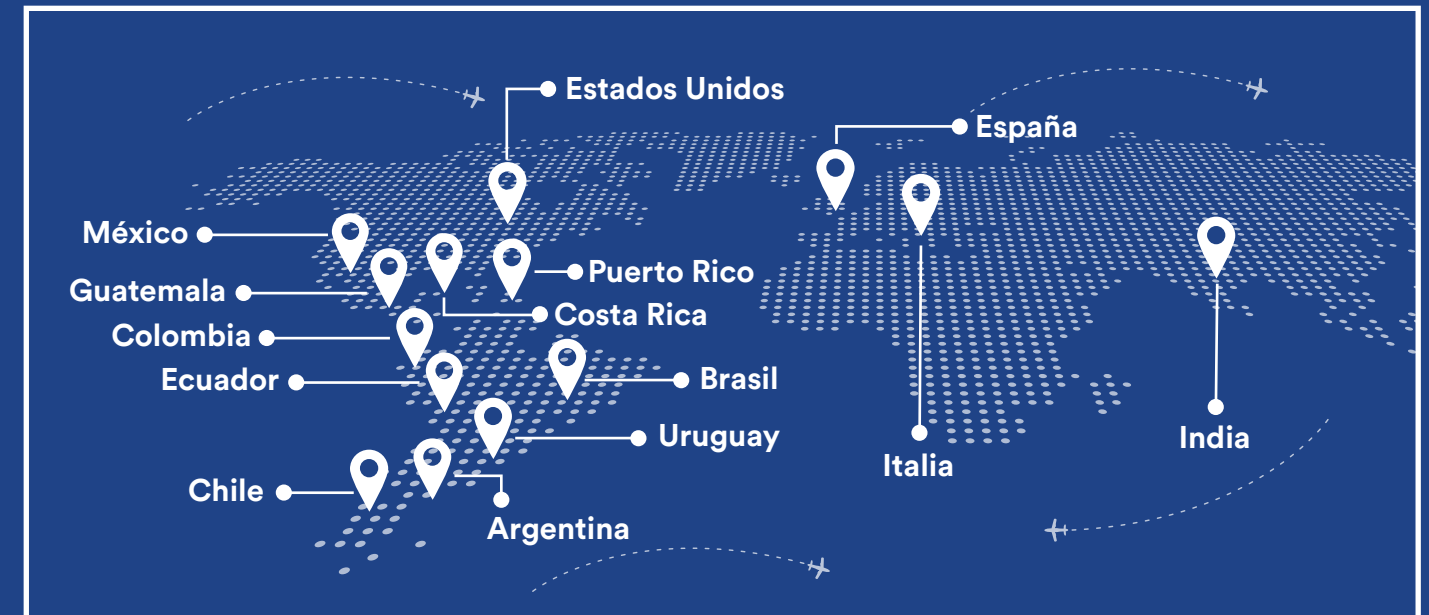 Estados Unidos
España
México
Puerto Rico
Guatemala
Costa Rica
Colombia
Ecuador
Brasil
Uruguay
India
Italia
Chile
Argentina